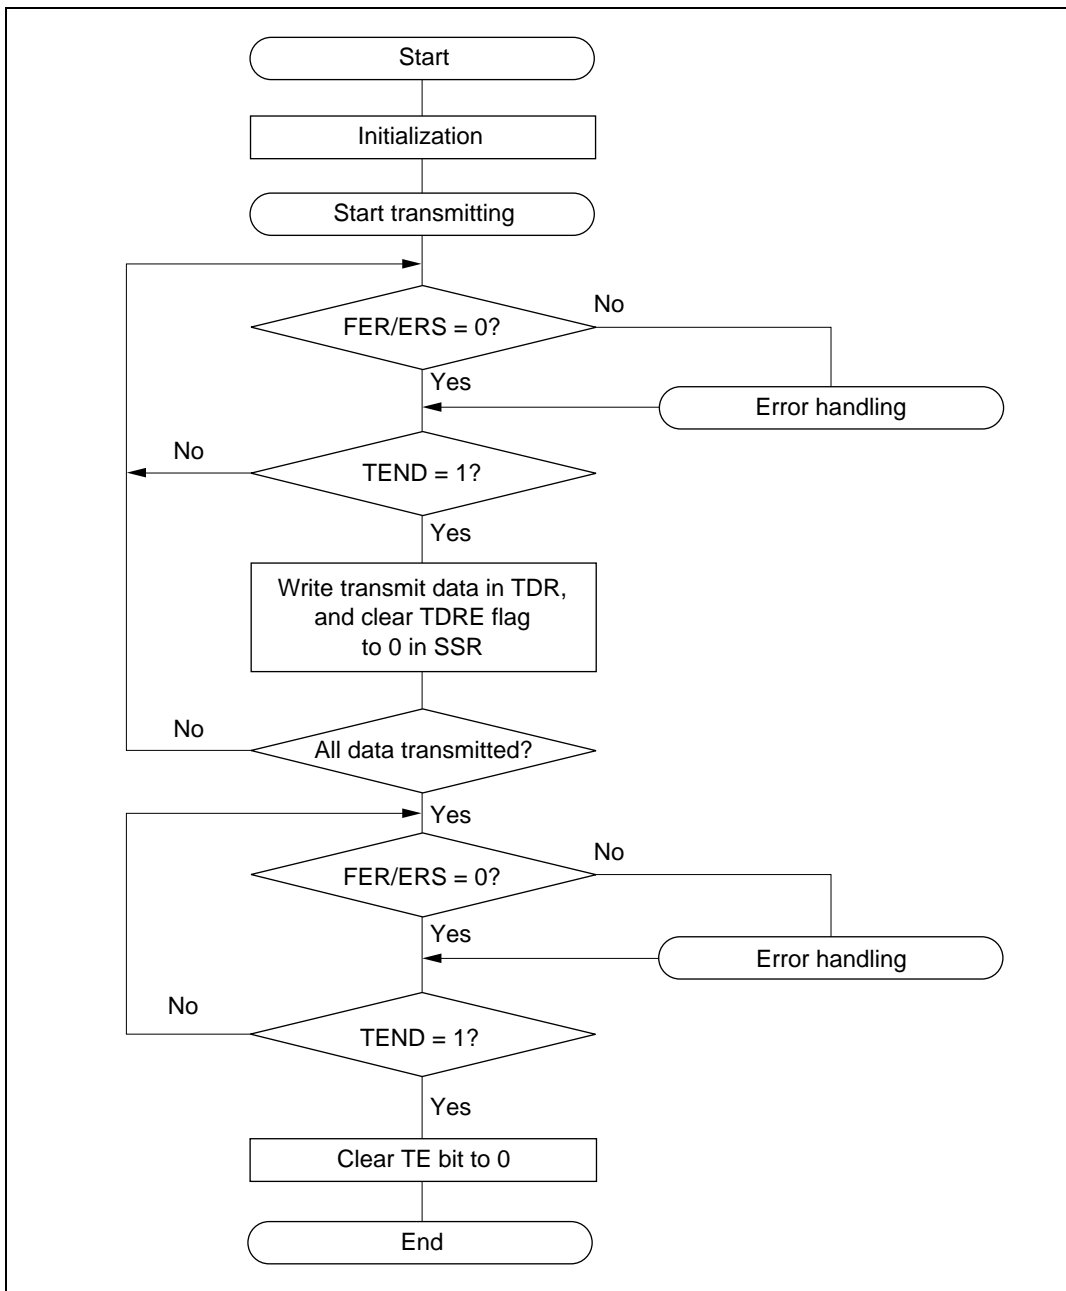 Start
Initialization
Start transmitting
FER/ERS = 0?
No
Yes
Error handling
No
TEND = 1?
Yes
Write transmit data in TDR,
and clear TDRE flag
to 0 in SSR
No
All data transmitted?
Yes
FER/ERS = 0?
No
Yes
Error handling
No
TEND = 1?
Yes
Clear TE bit to 0
End